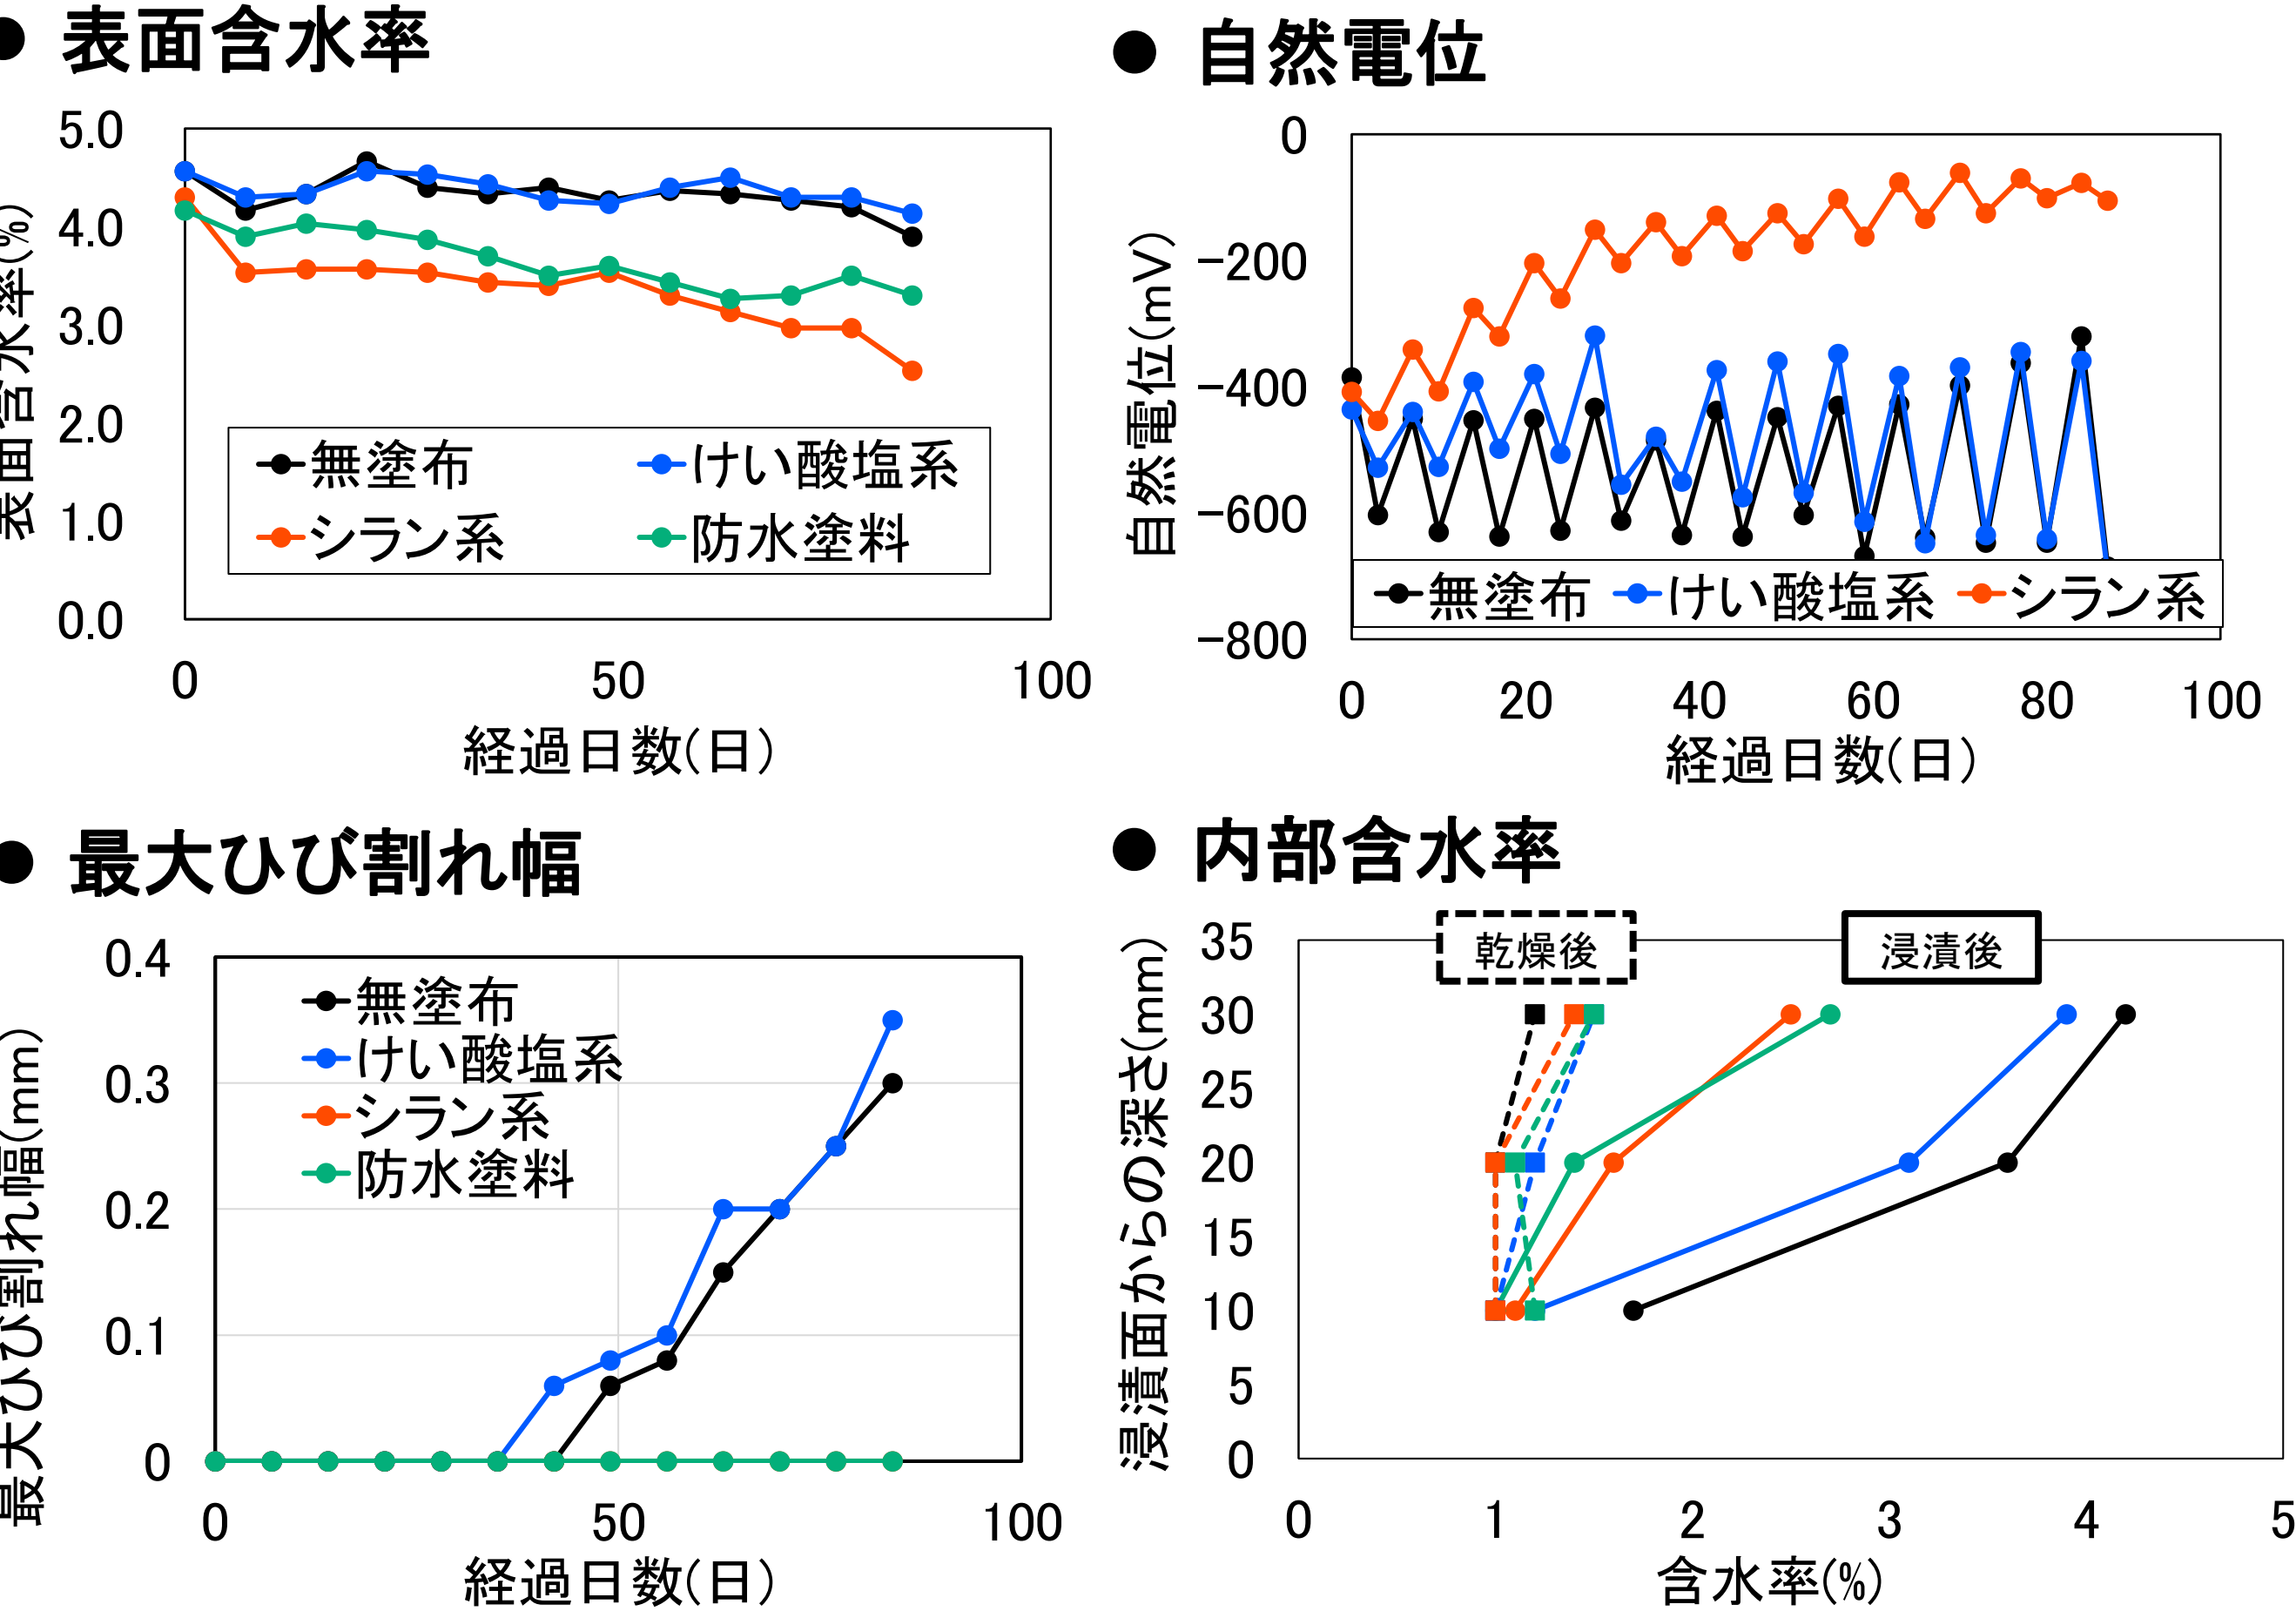 ● 表面含水率
5.0
4.0
3.0
2.0
1.0
0.0
表面含水率(%)
無塗布
けい酸塩系
シラン系
防水塗料
0
50
100
経過日数(日)
● 自然電位
0
-200
-400
-600
-800
自然電位(mV)
無塗布
けい酸塩系
シラン系
0
20
40
60
80
100
経過日数(日)
● 最大ひび割れ幅
0.4
0.3
0.2
0.1
0
最大ひび割れ幅(mm)
無塗布
けい酸塩系
シラン系
防水塗料
0
50
100
経過日数(日)
● 内部含水率
乾燥後
浸漬後
35
30
25
20
15
10
5
0
浸漬面からの深さ(mm)
0
1
2
3
4
5
含水率(%)